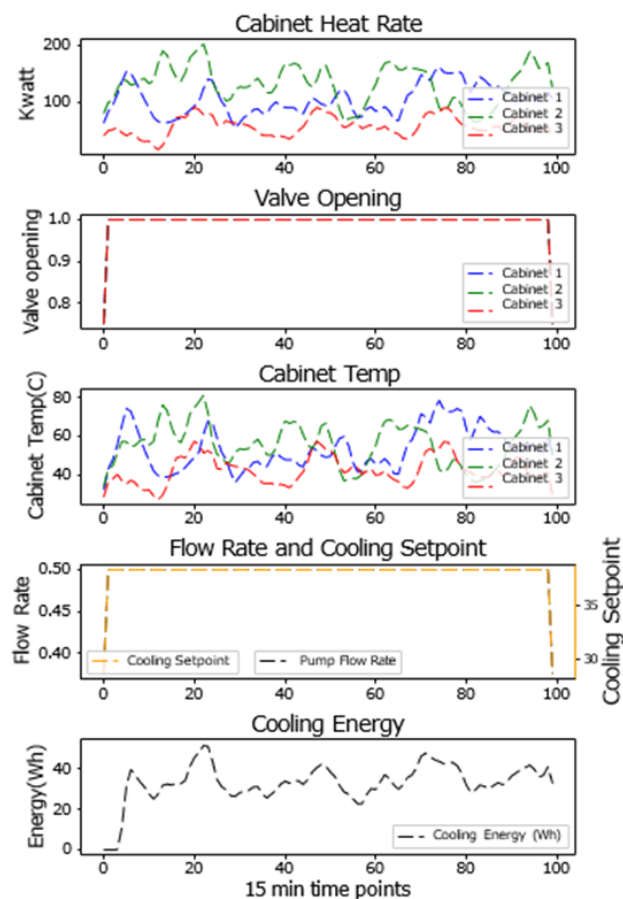 Cabinet Heat Rate
Kwatt
200
100
Cabinet 1
Cabinet 2
Cabinet 3
0 20 40 60 80 100
Valve Opening
Valve opening
1.0
0.9
0.8
Cabinet 1
Cabinet 2
Cabinet 3
0 20 40 60 80 100
Cabinet Temp
Cabinet Temp(C)
80
60
40
Cabinet 1
Cabinet 2
Cabinet 3
0 20 40 60 80 100
Flow Rate and Cooling Setpoint
Flow Rate
0.50
0.45
0.40
Cooling Setpoint
Pump Flow Rate
35
30
Cooling Setpoint
0 20 40 60 80 100
Cooling Energy
Energy(Wh)
40
20
0
Cooling Energy (Wh)
0 20 40 60 80 100
15 min time points